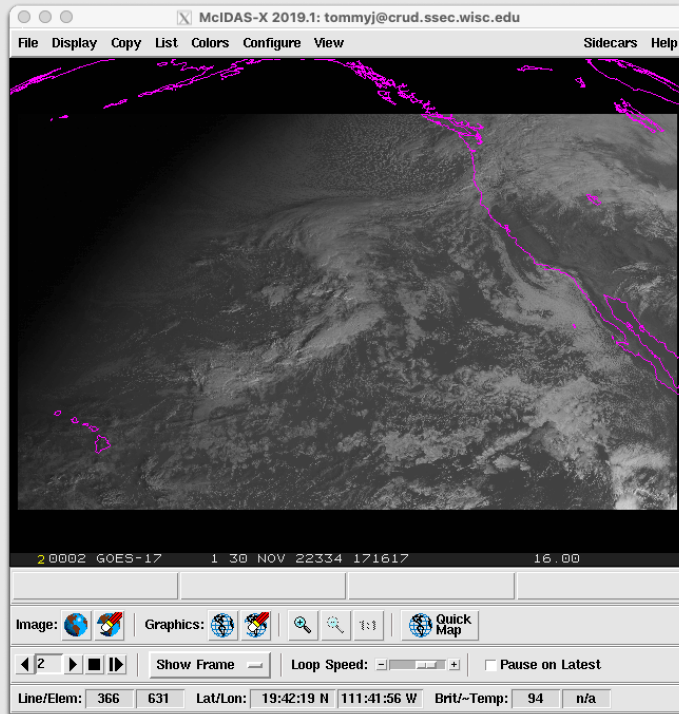 McIDAS-X 2019.1: tommyj@crud.ssec.wisc.edu
File Display Copy List Colors Configure View Sidecars Help
2 0002 GOES-17 1 30 NOV 22334 171617 16.00
Image: Graphics: 1:1 Quick Map
2 Show Frame Loop Speed: - + Pause on Latest
Line/Elem: 366 631 Lat/Lon: 19:42:19 N 111:41:56 W Brit/~Temp: 94 n/a